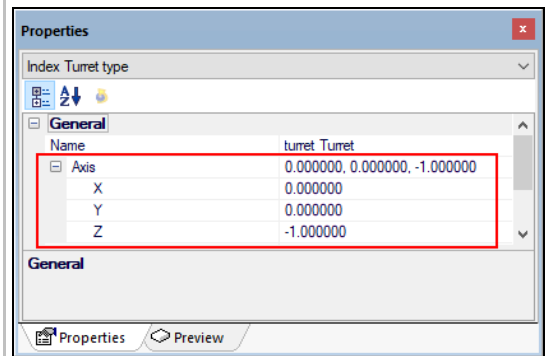 Properties
x
Index Turret type
General
Name turret Turret
Axis 0.000000, 0.000000, -1.000000
X 0.000000
Y 0.000000
Z -1.000000
General
Properties Preview